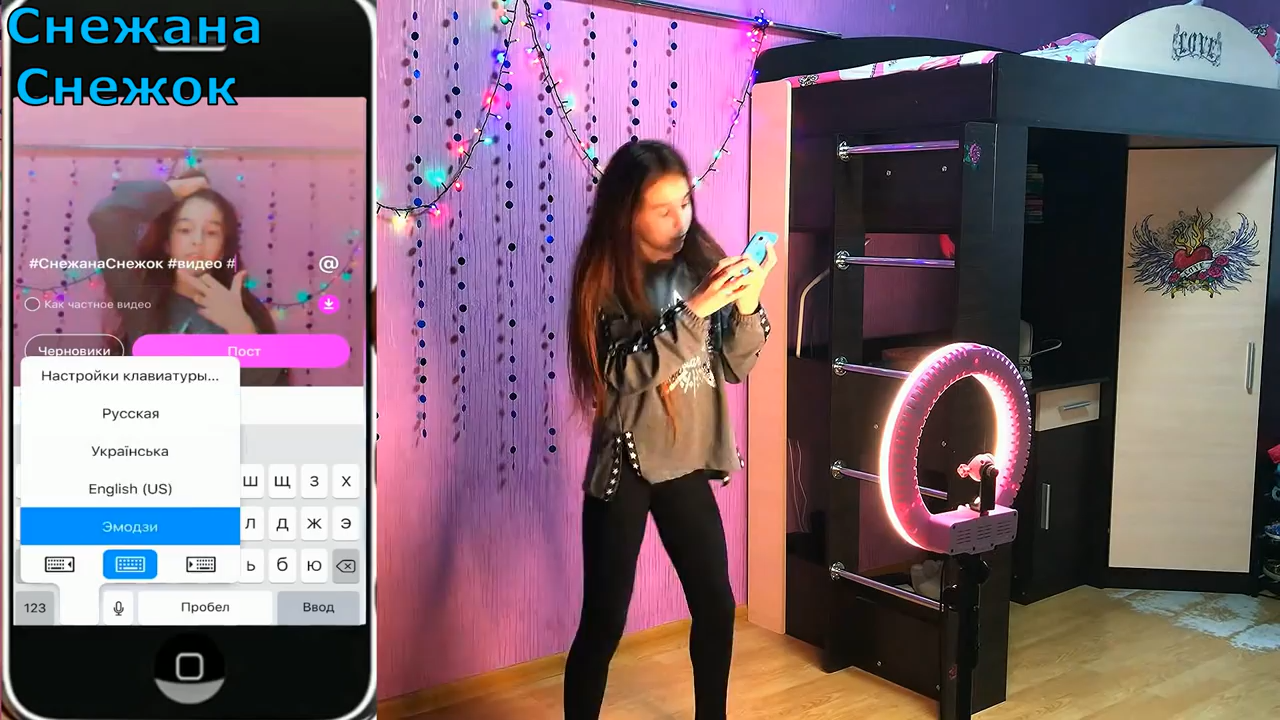 Снежана
Снежок
#СнежанаСнежок #видео #
@
Как частное видео
Черновики
Пост
Настройки клавиатуры...
Русская
Українська
English (US)
Эмодзи
Ш Щ З Х
Л Д Ж Э
Ь Б Ю
123
Пробел
Ввод
LOVE
LOVE